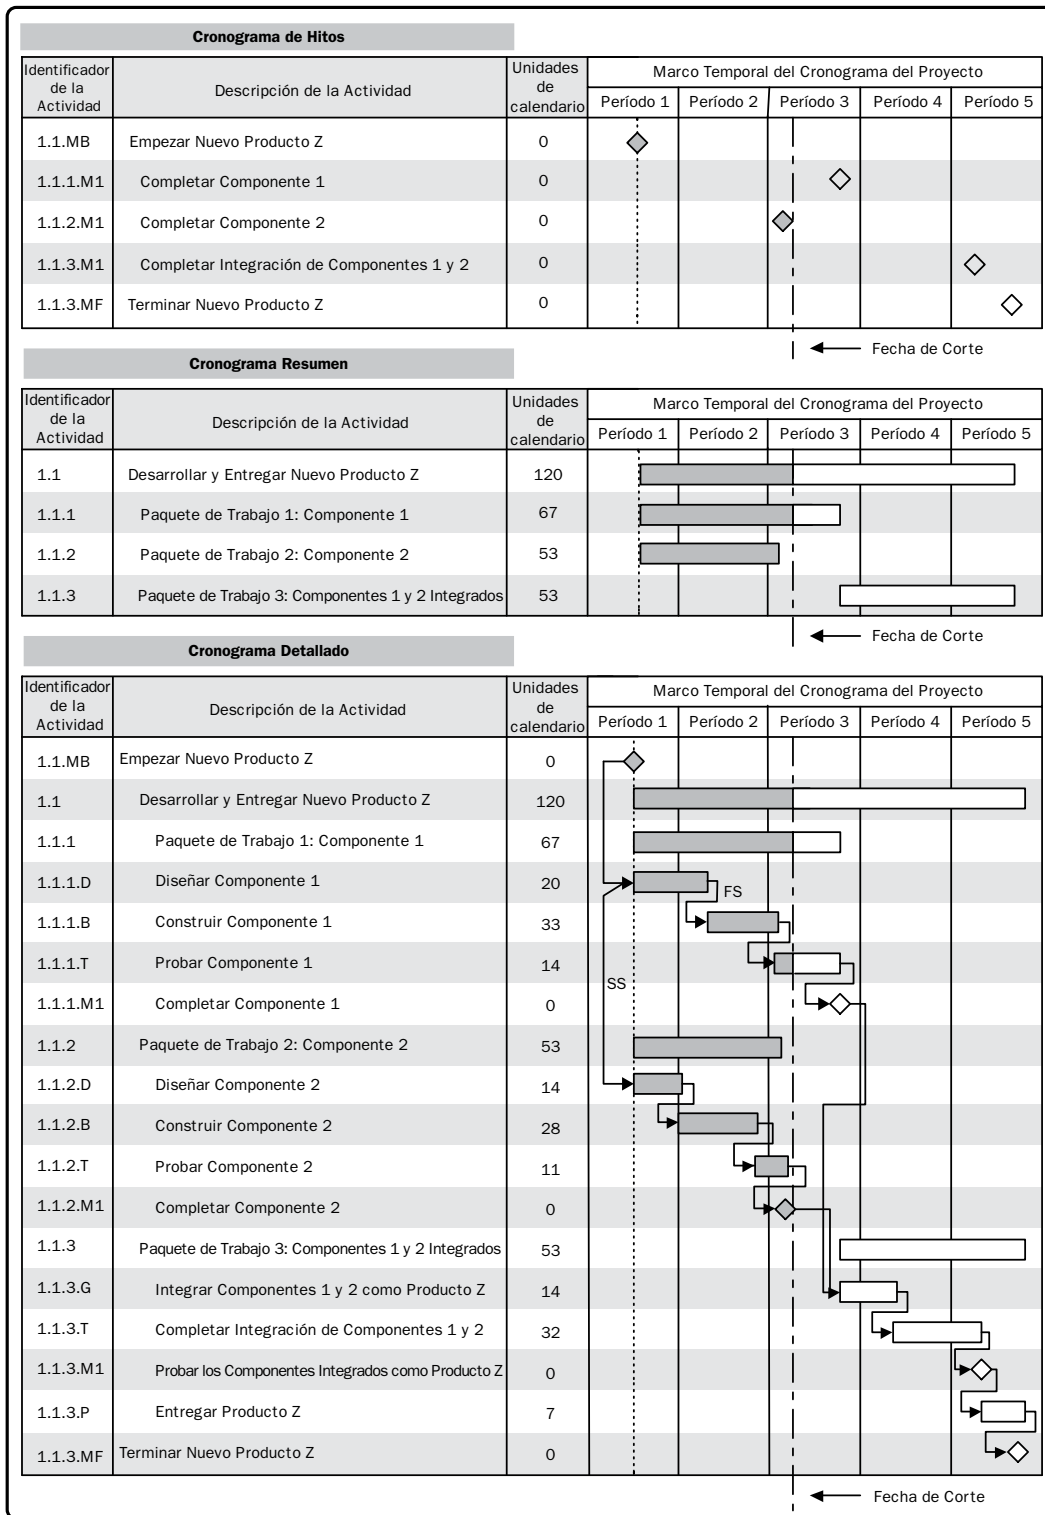 Cronograma de Hitos
Identificador de la Actividad
Descripción de la Actividad
Unidades de calendario
Marco Temporal del Cronograma del Proyecto
Período 1 Período 2 Período 3 Período 4 Período 5
1.1.MB Empezar Nuevo Producto Z 0
1.1.1.M1 Completar Componente 1 0
1.1.2.M1 Completar Componente 2 0
1.1.3.M1 Completar Integración de Componentes 1 y 2 0
1.1.3.MF Terminar Nuevo Producto Z 0
Fecha de Corte
Cronograma Resumen
Identificador de la Actividad
Descripción de la Actividad
Unidades de calendario
Marco Temporal del Cronograma del Proyecto
Período 1 Período 2 Período 3 Período 4 Período 5
1.1 Desarrollar y Entregar Nuevo Producto Z 120
1.1.1 Paquete de Trabajo 1: Componente 1 67
1.1.2 Paquete de Trabajo 2: Componente 2 53
1.1.3 Paquete de Trabajo 3: Componentes 1 y 2 Integrados 53
Fecha de Corte
Cronograma Detallado
Identificador de la Actividad
Descripción de la Actividad
Unidades de calendario
Marco Temporal del Cronograma del Proyecto
Período 1 Período 2 Período 3 Período 4 Período 5
1.1.MB Empezar Nuevo Producto Z 0
1.1 Desarrollar y Entregar Nuevo Producto Z 120
1.1.1 Paquete de Trabajo 1: Componente 1 67
1.1.1.D Diseñar Componente 1 20
FS
1.1.1.B Construir Componente 1 33
1.1.1.T Probar Componente 1 14
SS
1.1.1.M1 Completar Componente 1 0
1.1.2 Paquete de Trabajo 2: Componente 2 53
1.1.2.D Diseñar Componente 2 14
1.1.2.B Construir Componente 2 28
1.1.2.T Probar Componente 2 11
1.1.2.M1 Completar Componente 2 0
1.1.3 Paquete de Trabajo 3: Componentes 1 y 2 Integrados 53
1.1.3.G Integrar Componentes 1 y 2 como Producto Z 14
1.1.3.T Completar Integración de Componentes 1 y 2 32
1.1.3.M1 Probar los Componentes Integrados como Producto Z 0
1.1.3.P Entregar Producto Z 7
1.1.3.MF Terminar Nuevo Producto Z 0
Fecha de Corte